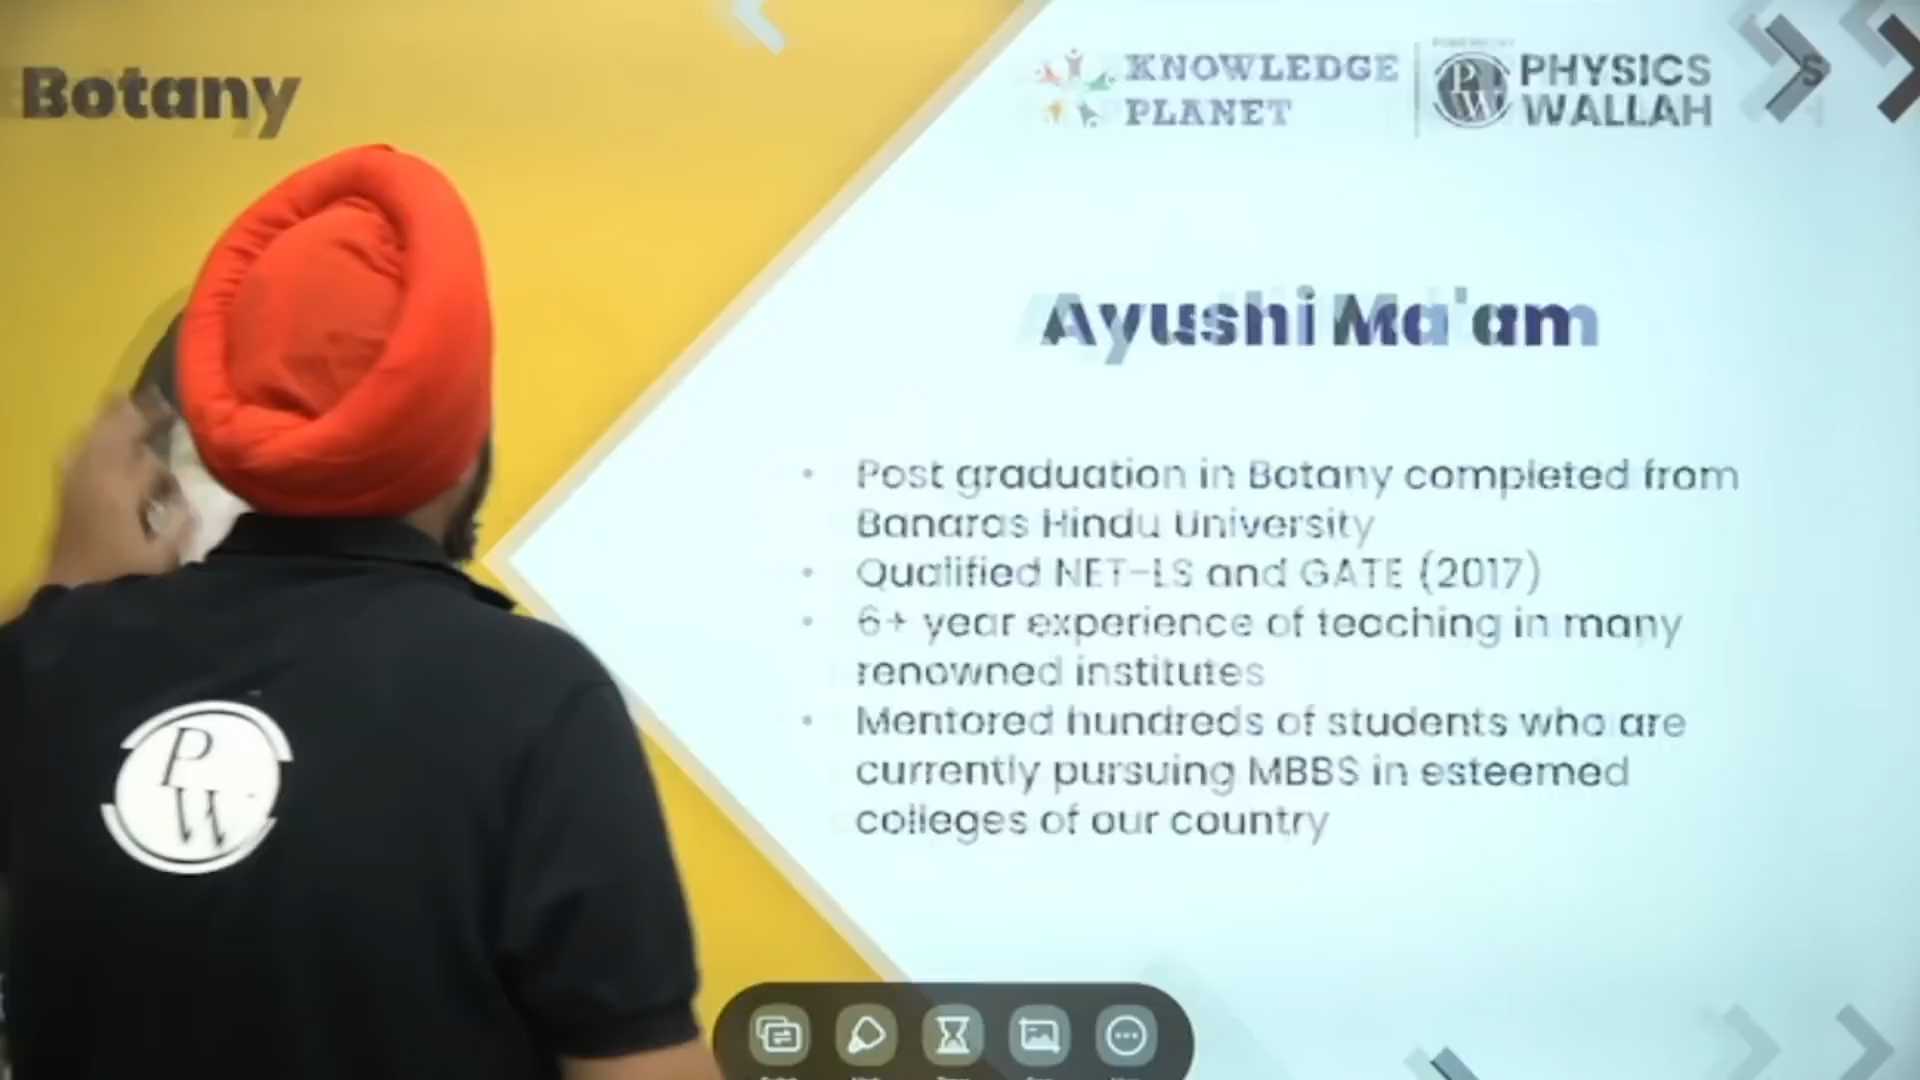 Botany
KNOWLEDGE
PLANET
PHYSICS
WALLAH
Ayushi Ma'am
• Post graduation in Botany completed from
Banaras Hindu University
• Qualified NET-LS and GATE (2017)
• 6+ year experience of teaching in many
renowned institutes
• Mentored hundreds of students who are
currently pursuing MBBS in esteemed
colleges of our country
P
W